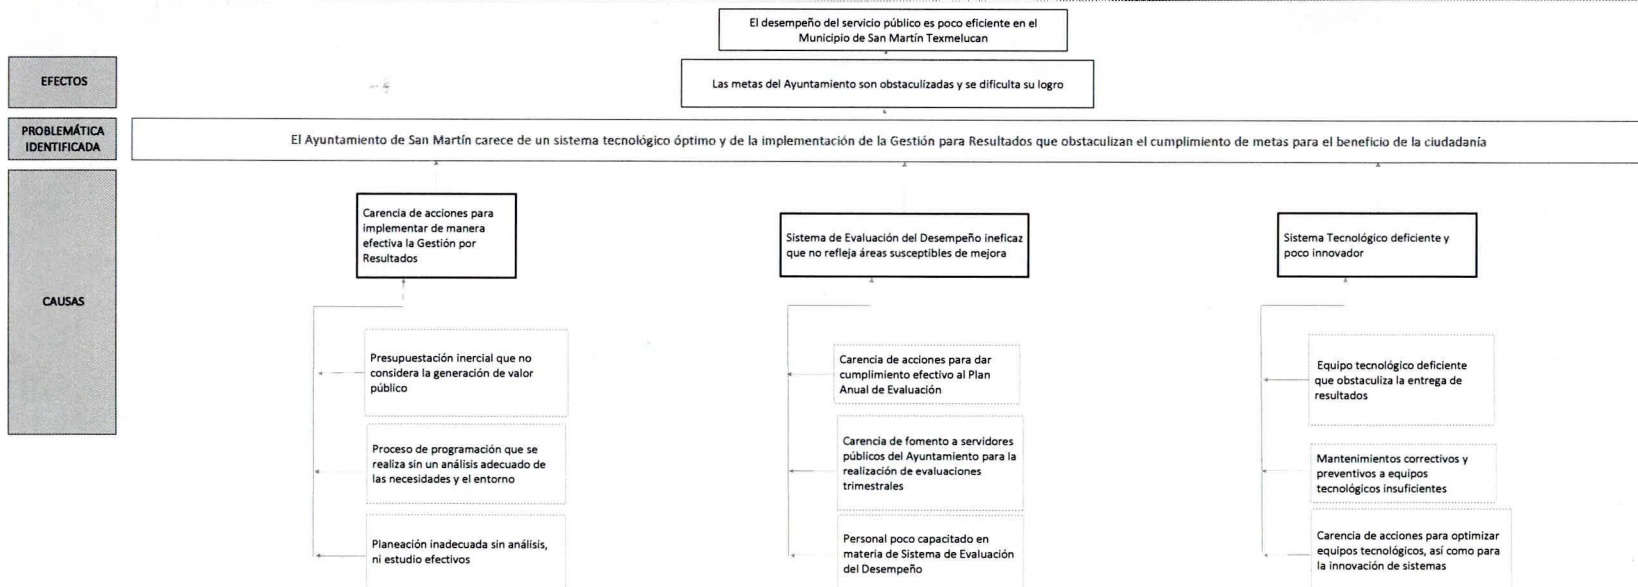 El desempeño del servicio público es poco eficiente en el
Municipio de San Martín Texmelucan
EFECTOS
Las metas del Ayuntamiento son obstaculizadas y se dificulta su logro
PROBLEMÁTICA
IDENTIFICADA
El Ayuntamiento de San Martín carece de un sistema tecnológico óptimo y de la implementación de la Gestión para Resultados que obstaculizan el cumplimiento de metas para el beneficio de la ciudadanía
CAUSAS
Carencia de acciones para
implementar de manera
efectiva la Gestión por
Resultados
Presupuestación inercial que no
considera la generación de valor
público
Proceso de programación que se
realiza sin un análisis adecuado de
las necesidades y el entorno
Planeación inadecuada sin análisis,
ni estudio efectivos
Sistema de Evaluación del Desempeño ineficaz
que no refleja áreas susceptibles de mejora
Carencia de acciones para dar
cumplimiento efectivo al Plan
Anual de Evaluación
Carencia de fomento a servidores
públicos del Ayuntamiento para la
realización de evaluaciones
trimestrales
Personal poco capacitado en
materia de Sistema de Evaluación
del Desempeño
Sistema Tecnológico deficiente y
poco innovador
Equipo tecnológico deficiente
que obstaculiza la entrega de
resultados
Mantenimientos correctivos y
preventivos a equipos
tecnológicos insuficientes
Carencia de acciones para optimizar
equipos tecnológicos, así como para
la innovación de sistemas